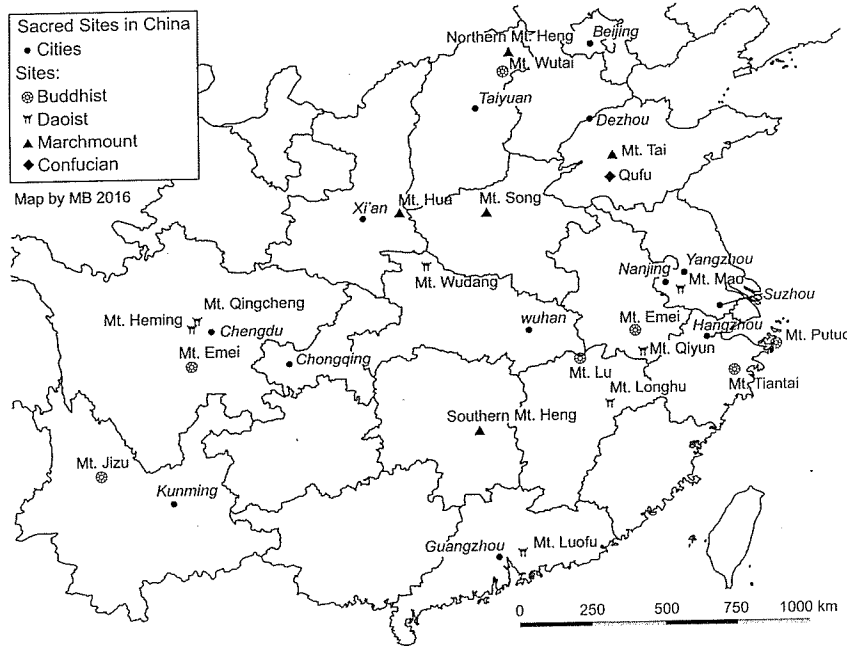 Sacred Sites in China
Cities
Sites:
Buddhist
Daoist
Marchmount
Confucian
Map by MB 2016
Northern Mt. Heng
Beijing
Mt. Wutai
Taiyuan
Dezhou
Mt. Tai
Qufu
Xi'an
Mt. Hua
Mt. Song
Mt. Wudang
Yangzhou
Nanjing
Mt. Mao
Suzhou
Mt. Qingcheng
Mt. Heming
Chengdu
Mt. Emei
Chongqing
wuhan
Mt. Emei
Hangzhou
Mt. Putuo
Mt. Qiyun
Mt. Lu
Mt. Tiantai
Mt. Longhu
Southern Mt. Heng
Mt. Jizu
Kunming
Guangzhou
Mt. Luofu
0 250 500 750 1000 km